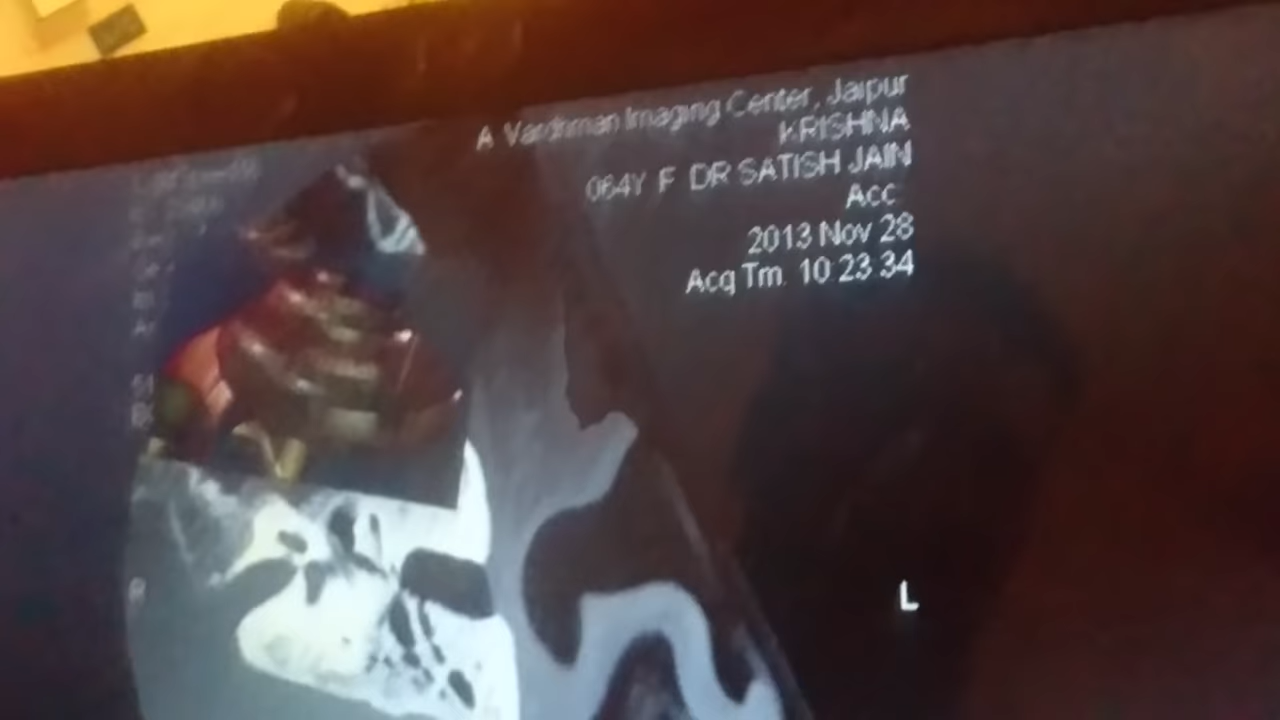 A Vardhman Imaging Center, Jaipur
KRISHNA
064Y F DR SATISH JAIN
Acc
2013 Nov 28
Acq Tm 10 23 34
L